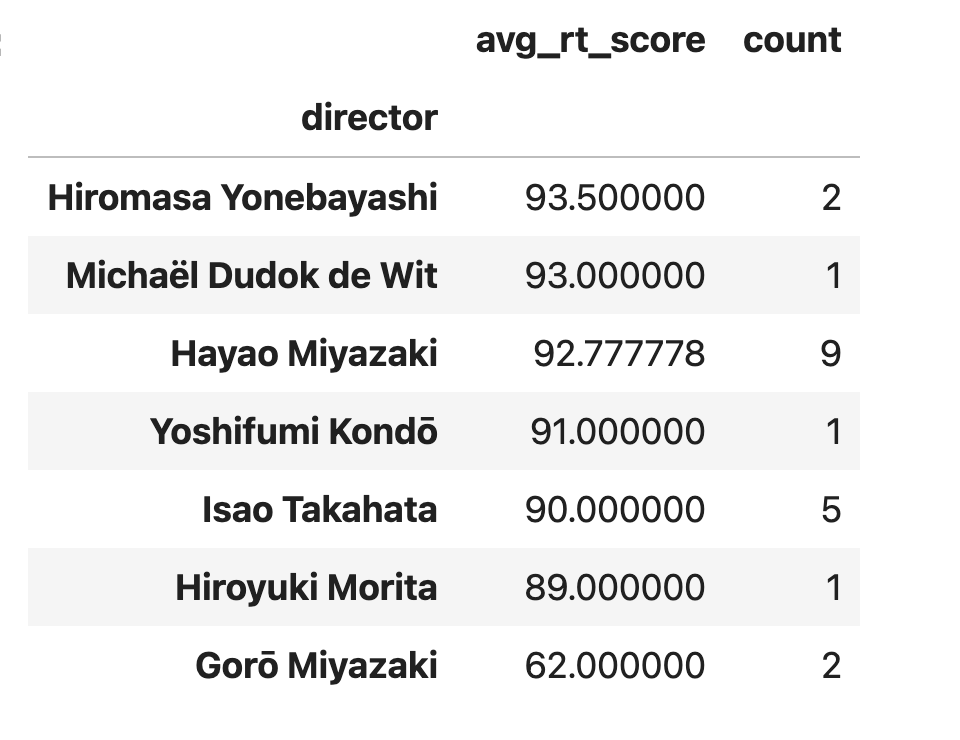 avg_rt_score count
director
Hiromasa Yonebayashi 93.500000 2
Michaël Dudok de Wit 93.000000 1
Hayao Miyazaki 92.777778 9
Yoshifumi Kondō 91.000000 1
Isao Takahata 90.000000 5
Hiroyuki Morita 89.000000 1
Gorō Miyazaki 62.000000 2